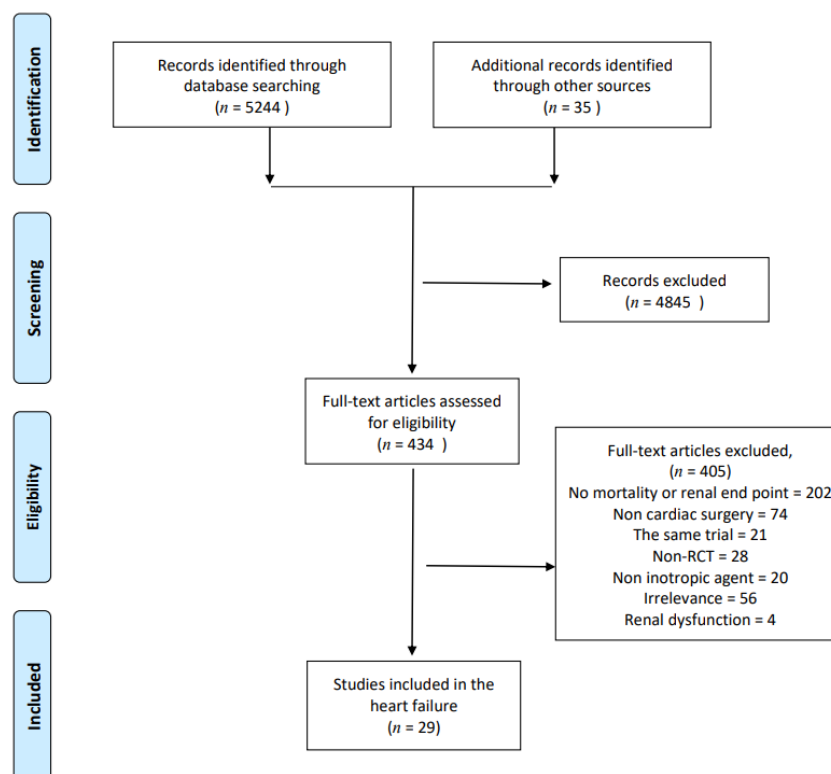 Identification
Records identified through
database searching
(n = 5244 )
Additional records identified
through other sources
(n = 35 )
Screening
Records excluded
(n = 4845 )
Eligibility
Full-text articles assessed
for eligibility
(n = 434 )
Full-text articles excluded,
(n = 405)
No mortality or renal end point = 202
Non cardiac surgery = 74
The same trial = 21
Non-RCT = 28
Non inotropic agent = 20
Irrelevance = 56
Renal dysfunction = 4
Included
Studies included in the
heart failure
(n = 29)